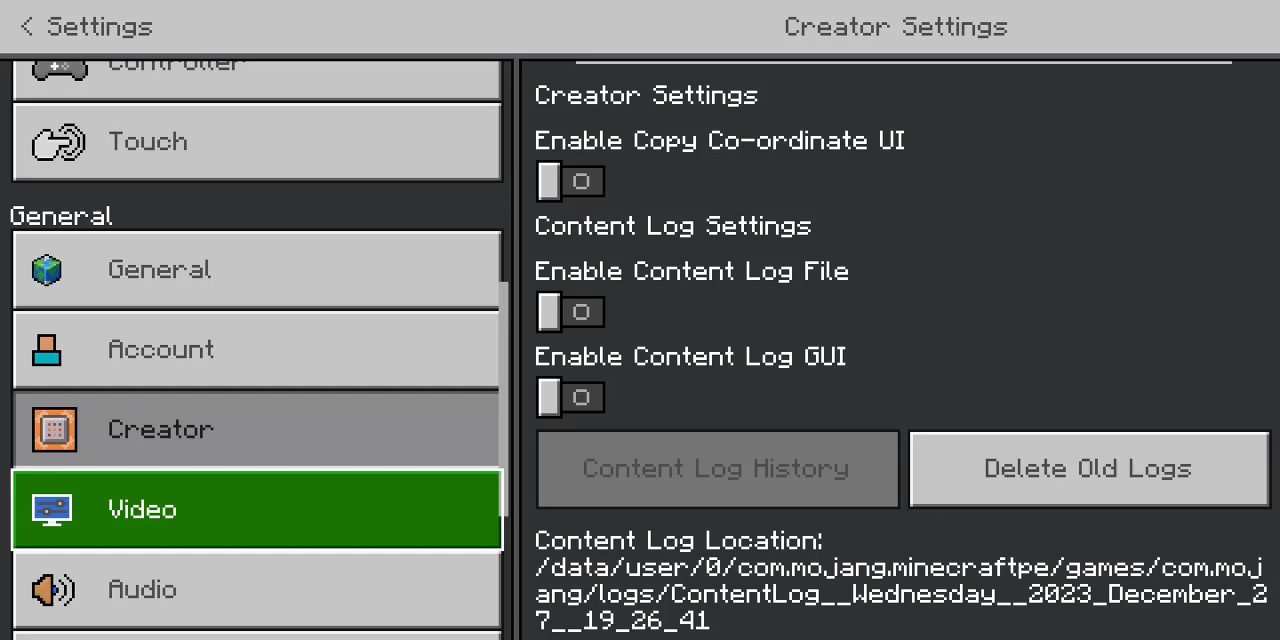 Settings
Creator Settings
Controller
Touch
General
General
Account
Creator
Video
Audio
Creator Settings
Enable Copy Co-ordinate UI
Content Log Settings
Enable Content Log File
Enable Content Log GUI
Content Log History
Delete Old Logs
Content Log Location:
/data/user/0/com.mojang.minecraftpe/games/com.moj
ang/logs/ContentLog__Wednesday__2023_December_2
7__19_26_41